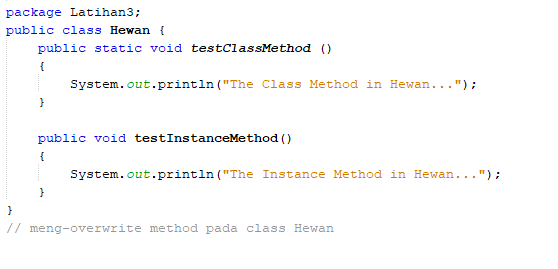 package Latihan3;
public class Hewan {
    public static void testClassMethod ()
    {
        System.out.println("The Class Method in Hewan...");
    }

    public void testInstanceMethod()
    {
        System.out.println("The Instance Method in Hewan...");
    }
}
// meng-overwrite method pada class Hewan